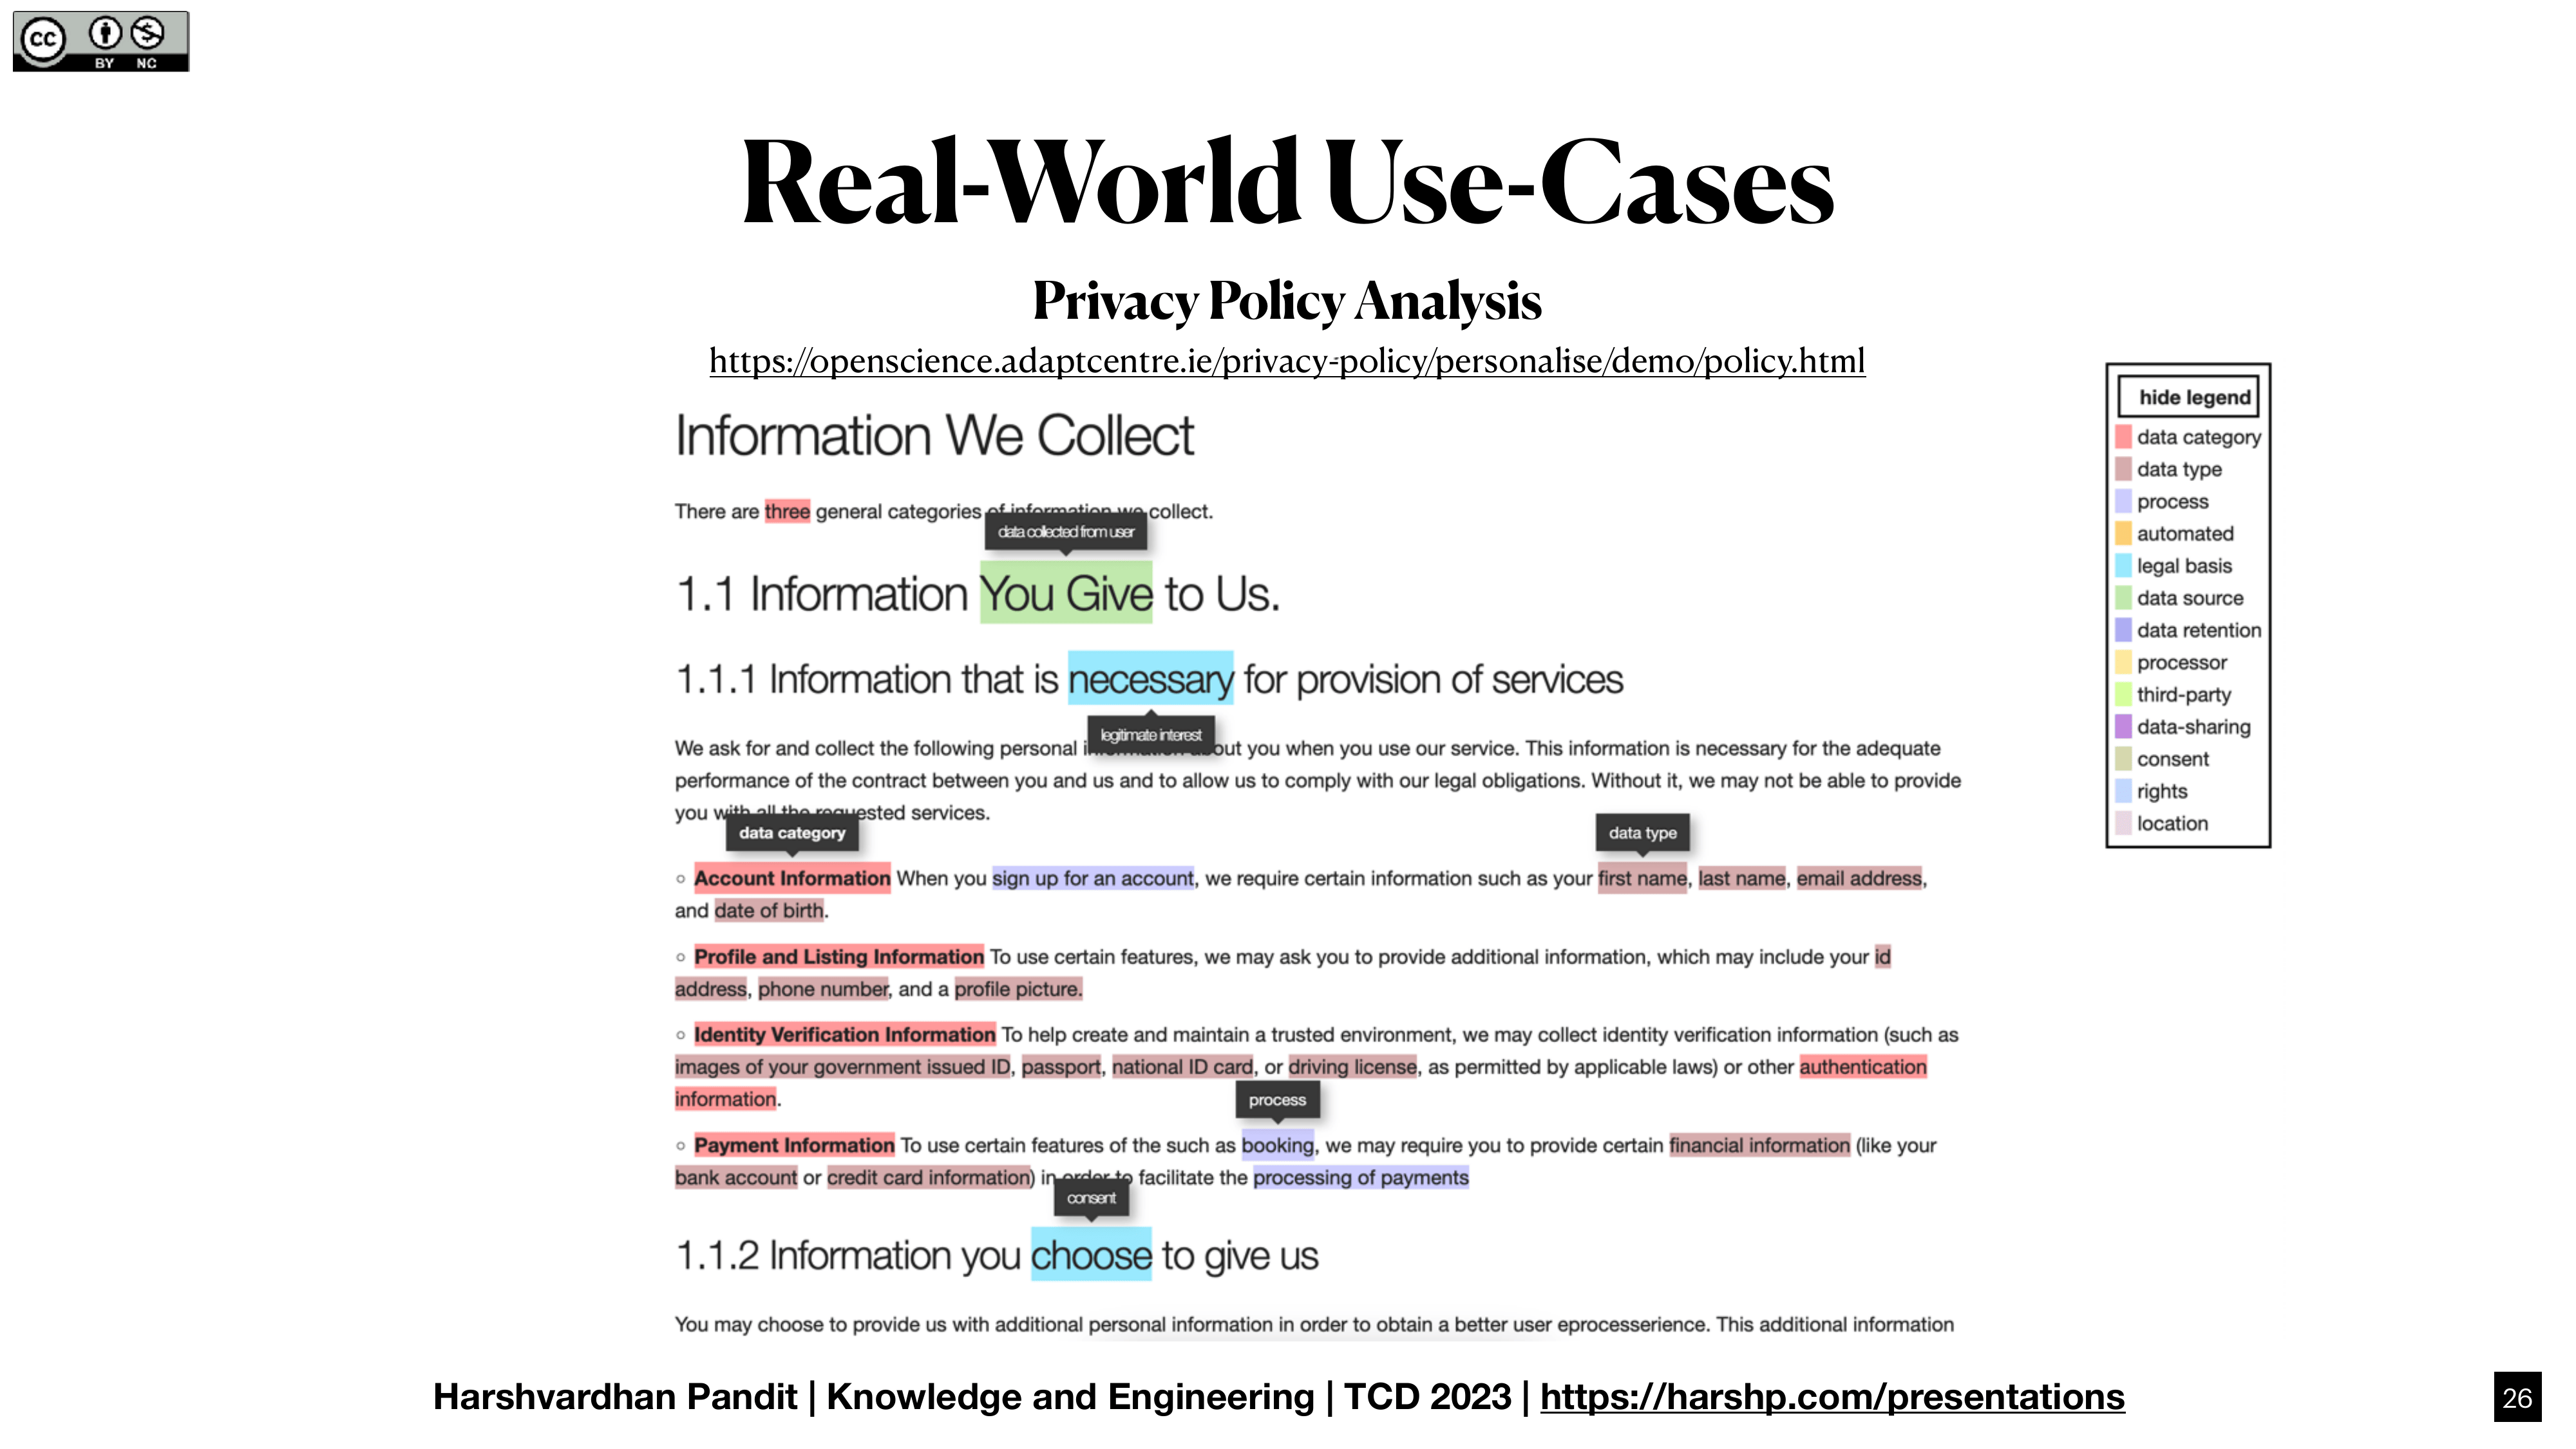 cc BY NC
Real-World Use-Cases
Privacy Policy Analysis
https://openscience.adaptcentre.ie/privacy-policy/personalise/demo/policy.html
Information We Collect
There are three general categories of information we collect.
data collected from user
1.1 Information You Give to Us.
1.1.1 Information that is necessary for provision of services
legitimate interest
We ask for and collect the following personal information about you when you use our service. This information is necessary for the adequate
performance of the contract between you and us and to allow us to comply with our legal obligations. Without it, we may not be able to provide
you with all the requested services.
data category
data type
○ Account Information When you sign up for an account, we require certain information such as your first name, last name, email address,
and date of birth.
○ Profile and Listing Information To use certain features, we may ask you to provide additional information, which may include your id
address, phone number, and a profile picture.
○ Identity Verification Information To help create and maintain a trusted environment, we may collect identity verification information (such as
images of your government issued ID, passport, national ID card, or driving license, as permitted by applicable laws) or other authentication
information.
process
○ Payment Information To use certain features of the such as booking, we may require you to provide certain financial information (like your
bank account or credit card information) in order to facilitate the processing of payments
consent
1.1.2 Information you choose to give us
You may choose to provide us with additional personal information in order to obtain a better user eprocesserience. This additional information
hide legend
data category
data type
process
automated
legal basis
data source
data retention
processor
third-party
data-sharing
consent
rights
location
Harshvardhan Pandit | Knowledge and Engineering | TCD 2023 | https://harshp.com/presentations
26